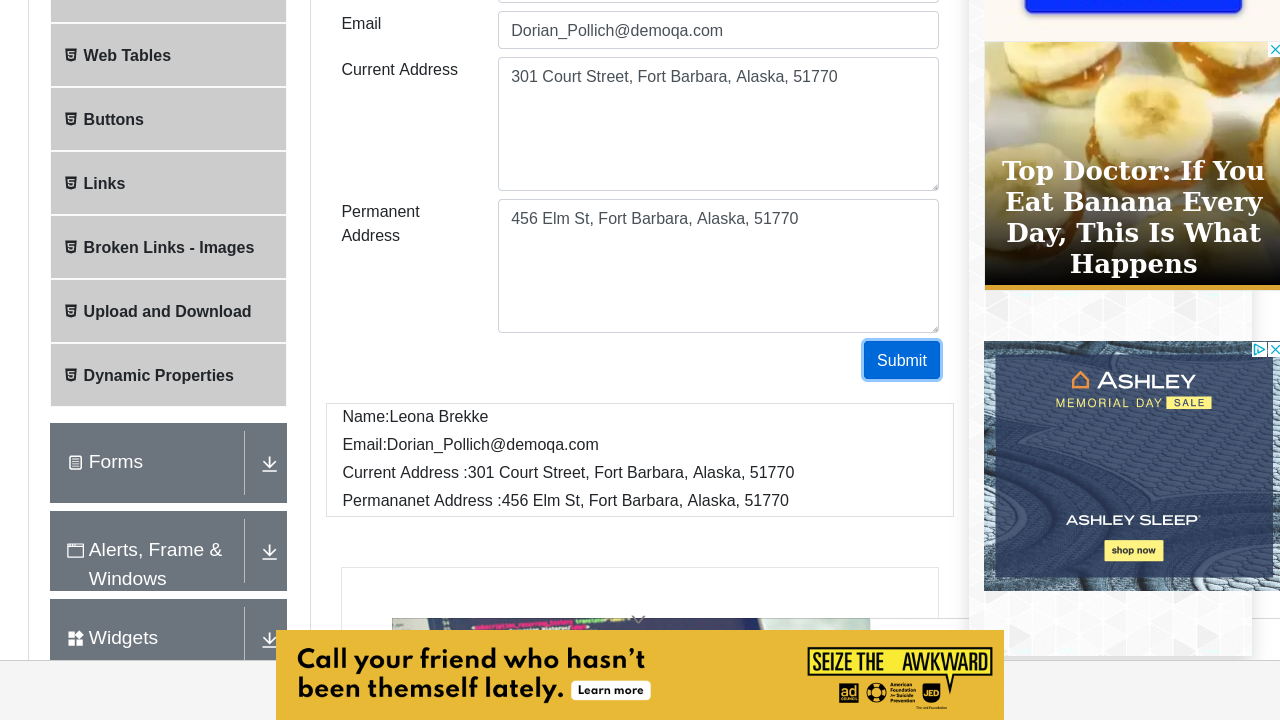 Web Tables
Buttons
Links
Broken Links - Images
Upload and Download
Dynamic Properties
Forms
Alerts, Frame &
Windows
Widgets
Email
Dorian_Pollich@demoqa.com
Current Address
301 Court Street, Fort Barbara, Alaska, 51770
Permanent
Address
456 Elm St, Fort Barbara, Alaska, 51770
Submit
Name:Leona Brekke
Email:Dorian_Pollich@demoqa.com
Current Address :301 Court Street, Fort Barbara, Alaska, 51770
Permananet Address :456 Elm St, Fort Barbara, Alaska, 51770
Top Doctor: If You
Eat Banana Every
Day, This Is What
Happens
ASHLEY
MEMORIAL DAY SALE
ASHLEY SLEEP
shop now
Call your friend who hasn't
been themself lately. Learn more
SEIZE THE AWKWARD
ad
COUNCIL
American
Foundation
for Suicide
Prevention
JED